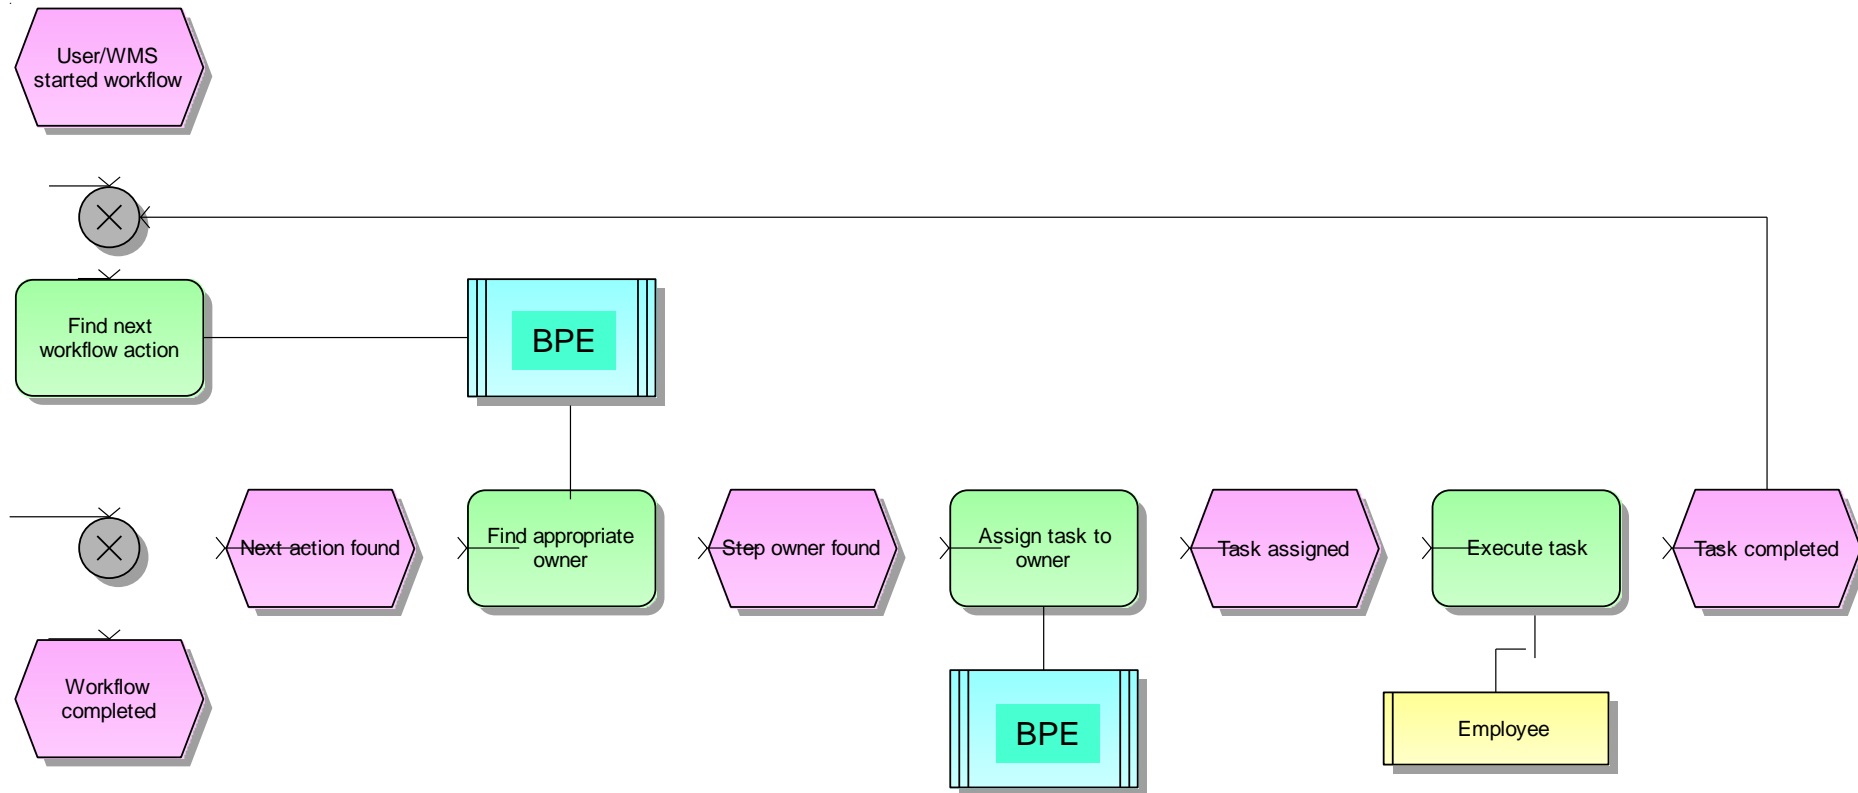 User/WMS
started workflow
Find next
workflow action
BPE
Next action found
Find appropriate
owner
Step owner found
Assign task to
owner
Task assigned
Execute task
Task completed
Workflow
completed
BPE
Employee